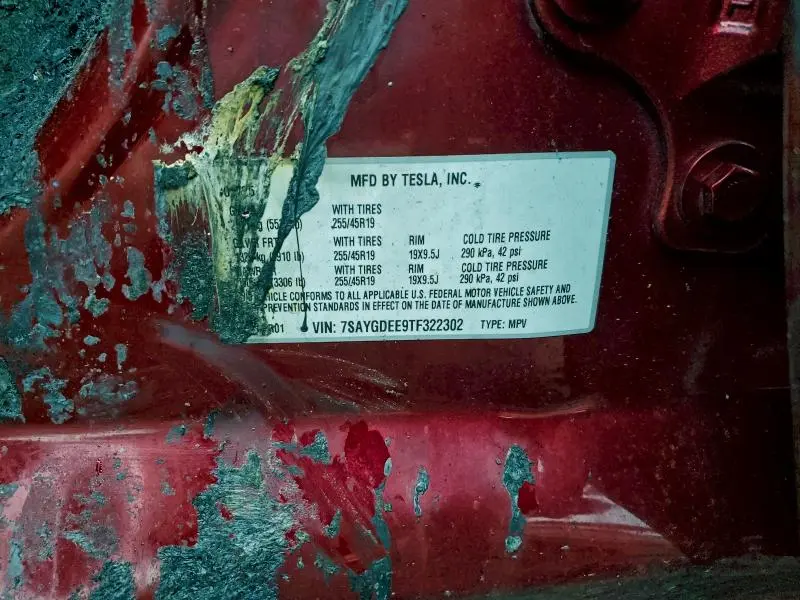 MFD BY TESLA, INC.
WITH TIRES
255/45R19
WITH TIRES RIM COLD TIRE PRESSURE
255/45R19 19X9.5J 290 kPa, 42 psi
WITH TIRES RIM COLD TIRE PRESSURE
(3306 lb) 255/45R19 19X9.5J 290 kPa, 42 psi
CONFORMS TO ALL APPLICABLE U.S. FEDERAL MOTOR VEHICLE SAFETY AND
PREVENTION STANDARDS IN EFFECT ON THE DATE OF MANUFACTURE SHOWN ABOVE.
VIN: 7SAYGDEE9TF322302 TYPE: MPV